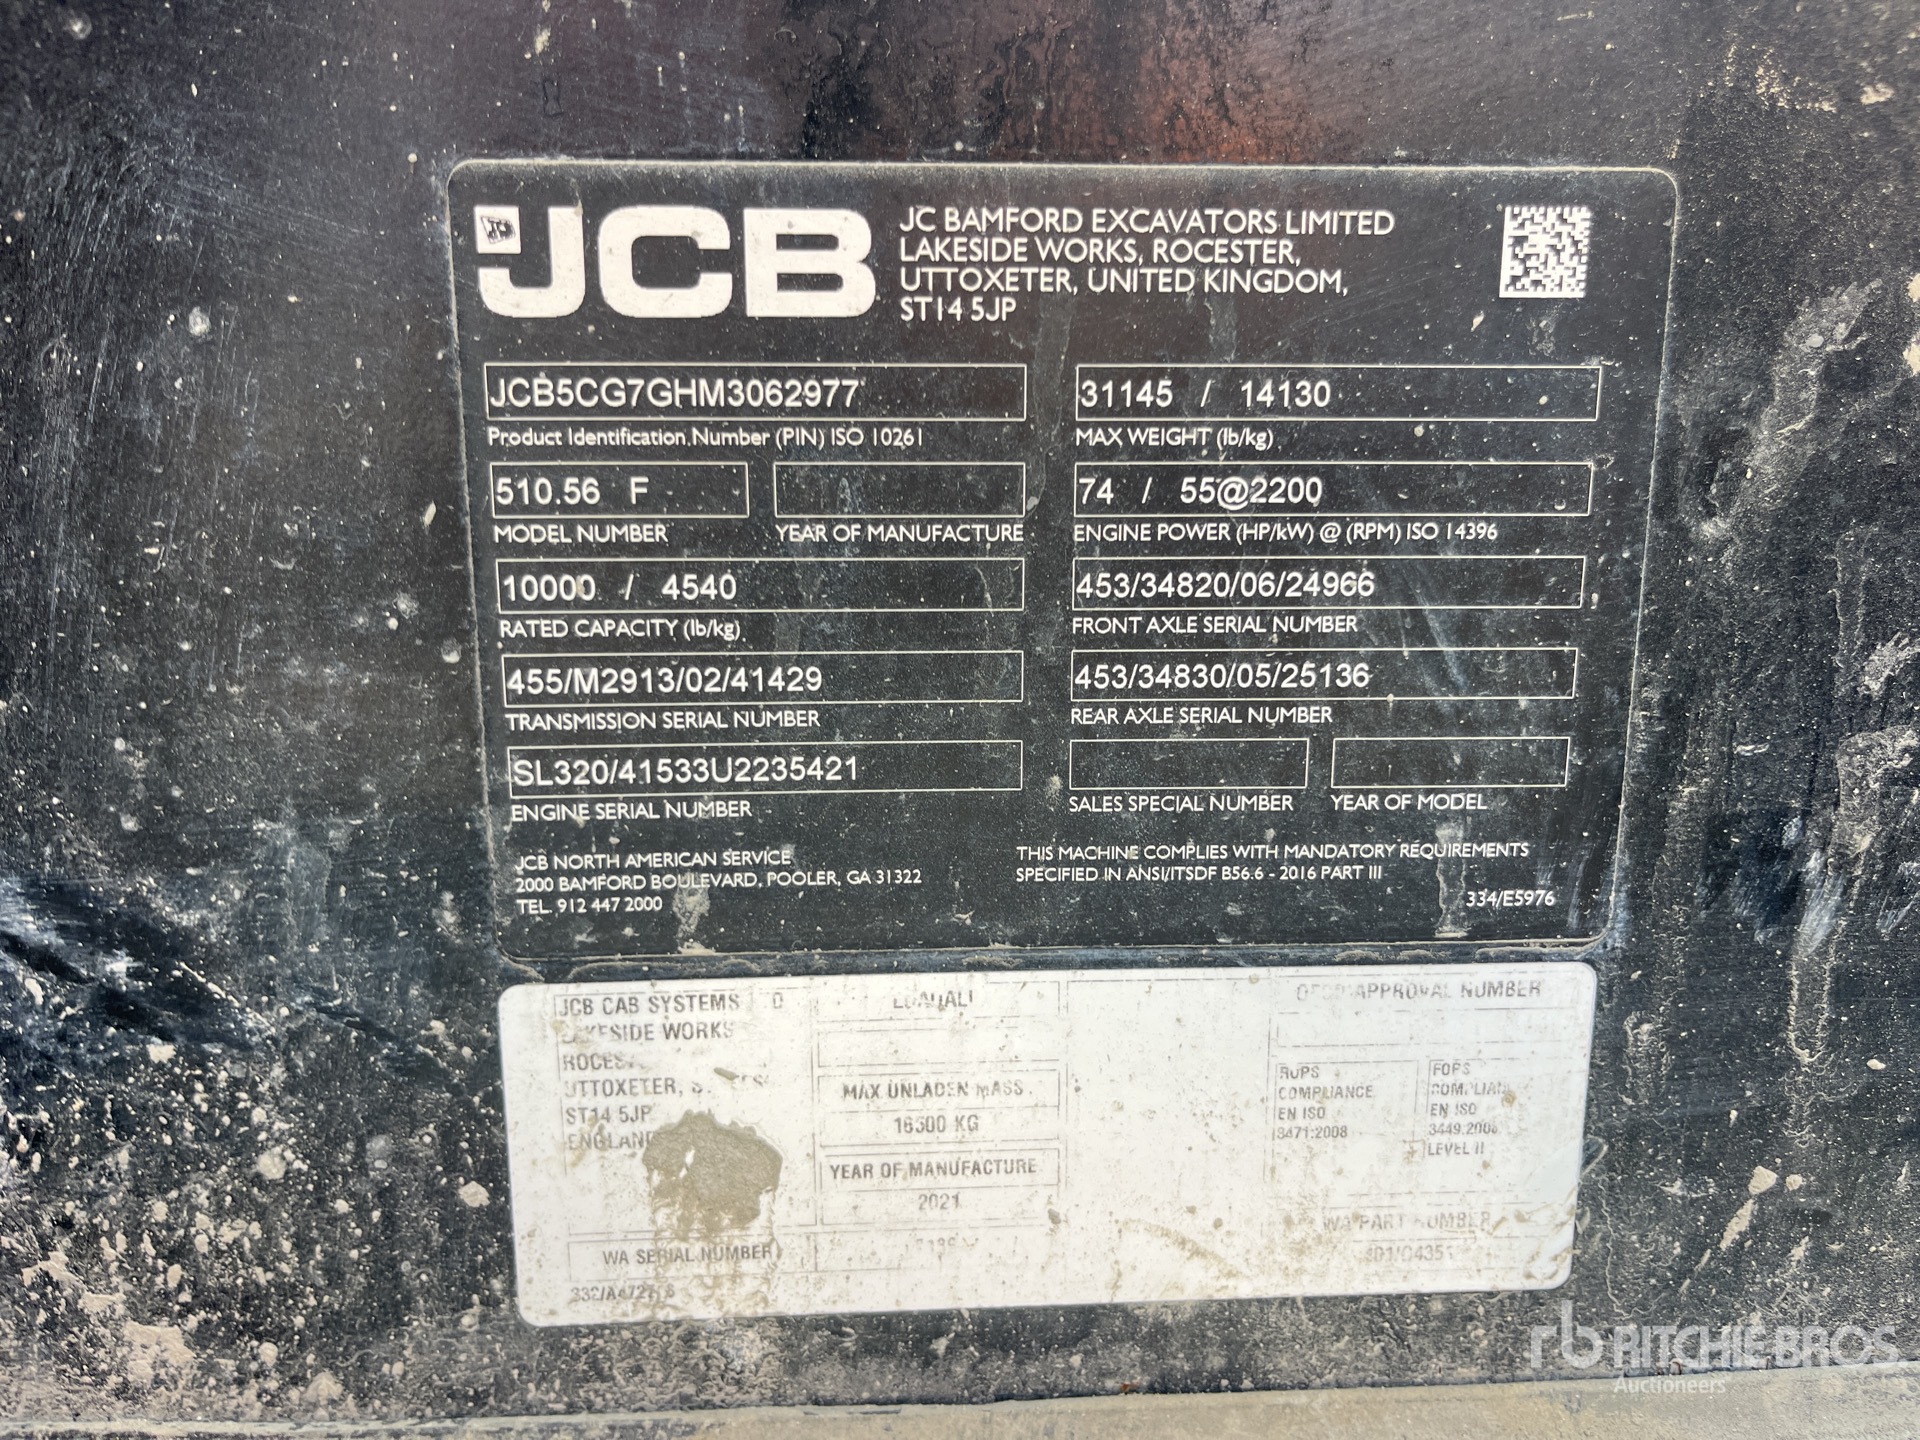 JCB
JCB
JC BAMFORD EXCAVATORS LIMITED
LAKESIDE WORKS, ROCESTER,
UTTOXETER, UNITED KINGDOM,
ST14 5JP
JCB5CG7GHM3062977
Product Identification Number (PIN) ISO 10261
510.56 F
MODEL NUMBER
YEAR OF MANUFACTURE
10000 / 4540
RATED CAPACITY (lb/kg)
455/M2913/02/41429
TRANSMISSION SERIAL NUMBER
SL320/41533U2235421
ENGINE SERIAL NUMBER
31145 / 14130
MAX WEIGHT (lb/kg)
74 / 55@2200
ENGINE POWER (HP/kW) @ (RPM) ISO 14396
453/34820/06/24966
FRONT AXLE SERIAL NUMBER
453/34830/05/25136
REAR AXLE SERIAL NUMBER
SALES SPECIAL NUMBER
YEAR OF MODEL
JCB NORTH AMERICAN SERVICE
2000 BAMFORD BOULEVARD, POOLER, GA 31322
TEL. 912 447 2000
THIS MACHINE COMPLIES WITH MANDATORY REQUIREMENTS
SPECIFIED IN ANSI/ITSDF B56.6 - 2016 PART III
334/E5976
JCB CAB SYSTEMS
WORKS
UTTOXETER,
ST14 5JP
MAX UNLADEN MASS
KG
YEAR OF MANUFACTURE
2021
WA SERIAL NUMBER
APPROVAL NUMBER
ROPS
COMPLIANCE
EN ISO
3471:2008
FOPS
EN ISO
LEVEL II
WA PART NUMBER
rb RITCHIE BROS.
Auctioneers